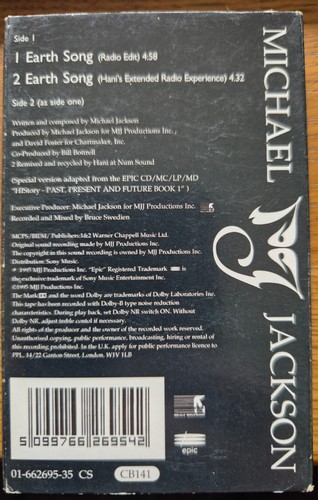 Side 1
1 Earth Song (Radio Edit) 4:58
2 Earth Song (Hani's Extended Radio Experience) 4.32
Side 2 (as side one)
Written and composed by Michael Jackson
Produced by Michael Jackson for MJJ Productions Inc.,
and David Foster for Chartmaker, Inc.
Co-Produced by Bill Bottrell
2 Remixed and recycled by Hani at Num Sound
(Special version adapted from the EPIC CD/MC/LP/MD
"HIStory - PAST, PRESENT AND FUTURE BOOK 1" )
Executive Producer: Michael Jackson for MJJ Productions Inc.
Recorded and Mixed by Bruce Swedien
MCPS/BIEM/ Publishers:1&2 Warner Chappell Music Ltd.
Original sound recording made by MJJ Productions Inc.
The copyright in this sound recording is owned by MJJ Productions Inc.
Distribution: Sony Music.
® 1995 MJJ Productions Inc. "Epic" Registered Trademark is
the exclusive trademark of Sony Music Entertainment Inc.
©1995 MJJ Productions Inc.
The Mark and the word Dolby are trademarks of Dolby Laboratories Inc.
This tape has been recorded with Dolby-B type noise reduction
characteristics. During play back, set Dolby NR switch ON. Without
Dolby NR, adjust treble control if necessary.
All rights of the producer and the owner of the recorded work reserved.
Unauthorised copying, public performance, broadcasting, hiring or rental of
this recording prohibited. In the U.K. apply for public performance licence to
PPL. 14/22 Ganton Street, London. W1V 1LB
5 099766 269542
epic
01-662695-35 CS
CB141
MICHAEL JACKSON